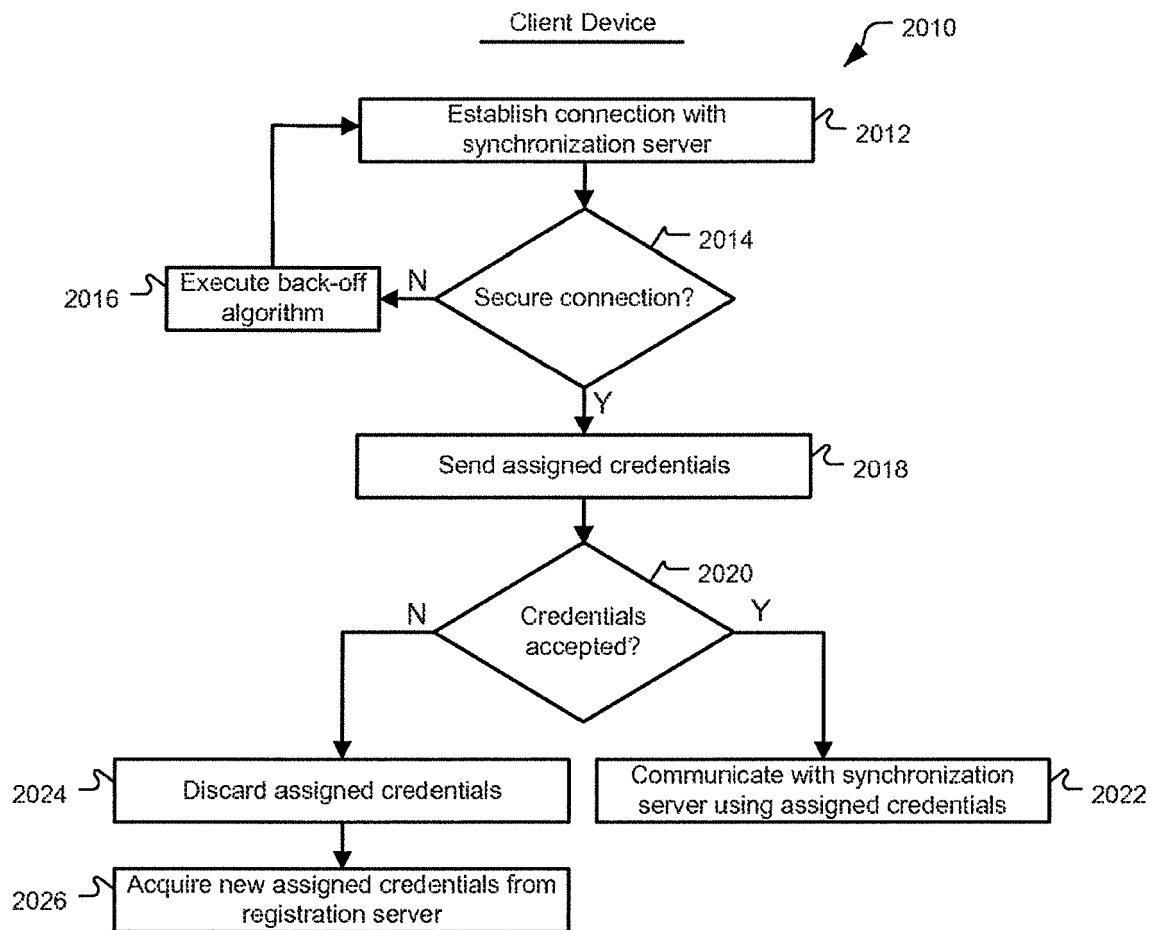 Client Device
2010
Establish connection with
synchronization server
2012
2014
Secure connection?
N
Execute back-off
algorithm
2016
Y
Send assigned credentials
2018
2020
Credentials
accepted?
N
Y
Discard assigned credentials
2024
Communicate with synchronization
server using assigned credentials
2022
Acquire new assigned credentials from
registration server
2026